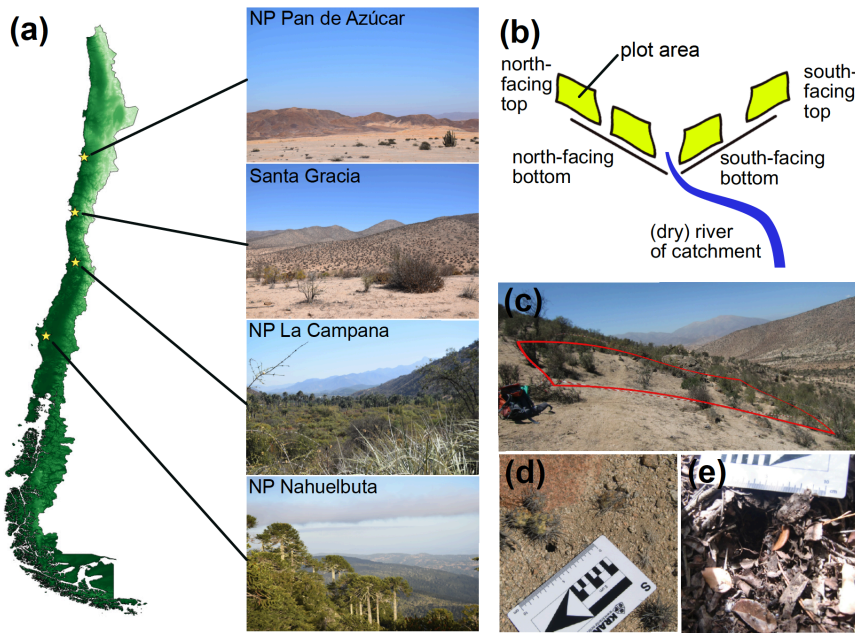 (a)
NP Pan de Azúcar
Santa Gracia
NP La Campana
NP Nahuelbuta
(b)
plot area
north-
facing
top
south-
facing
top
north-facing
bottom
south-facing
bottom
(dry) river
of catchment
(c)
(d)
S
(e)